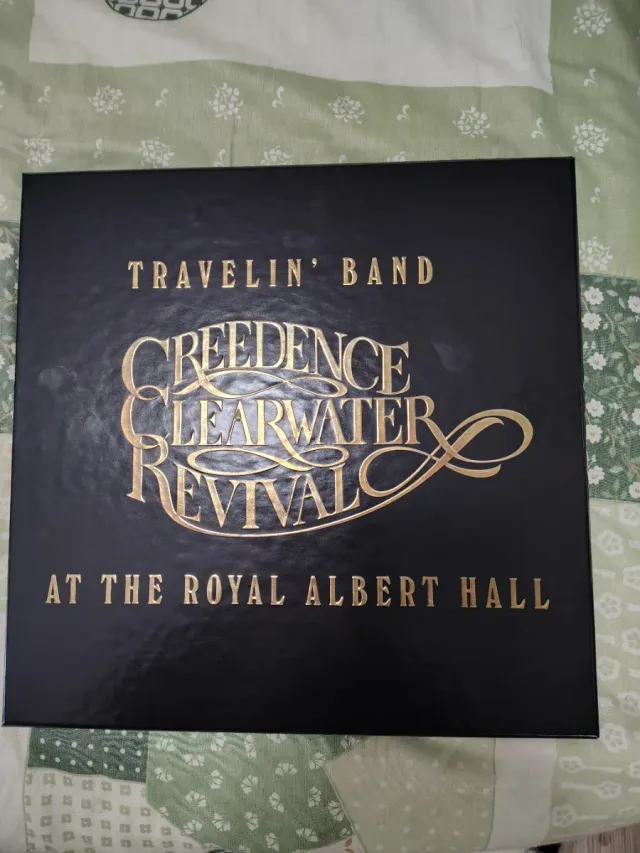 TRAVELIN' BAND
CREEDENCE
CLEARWATER
REVIVAL
AT THE ROYAL ALBERT HALL